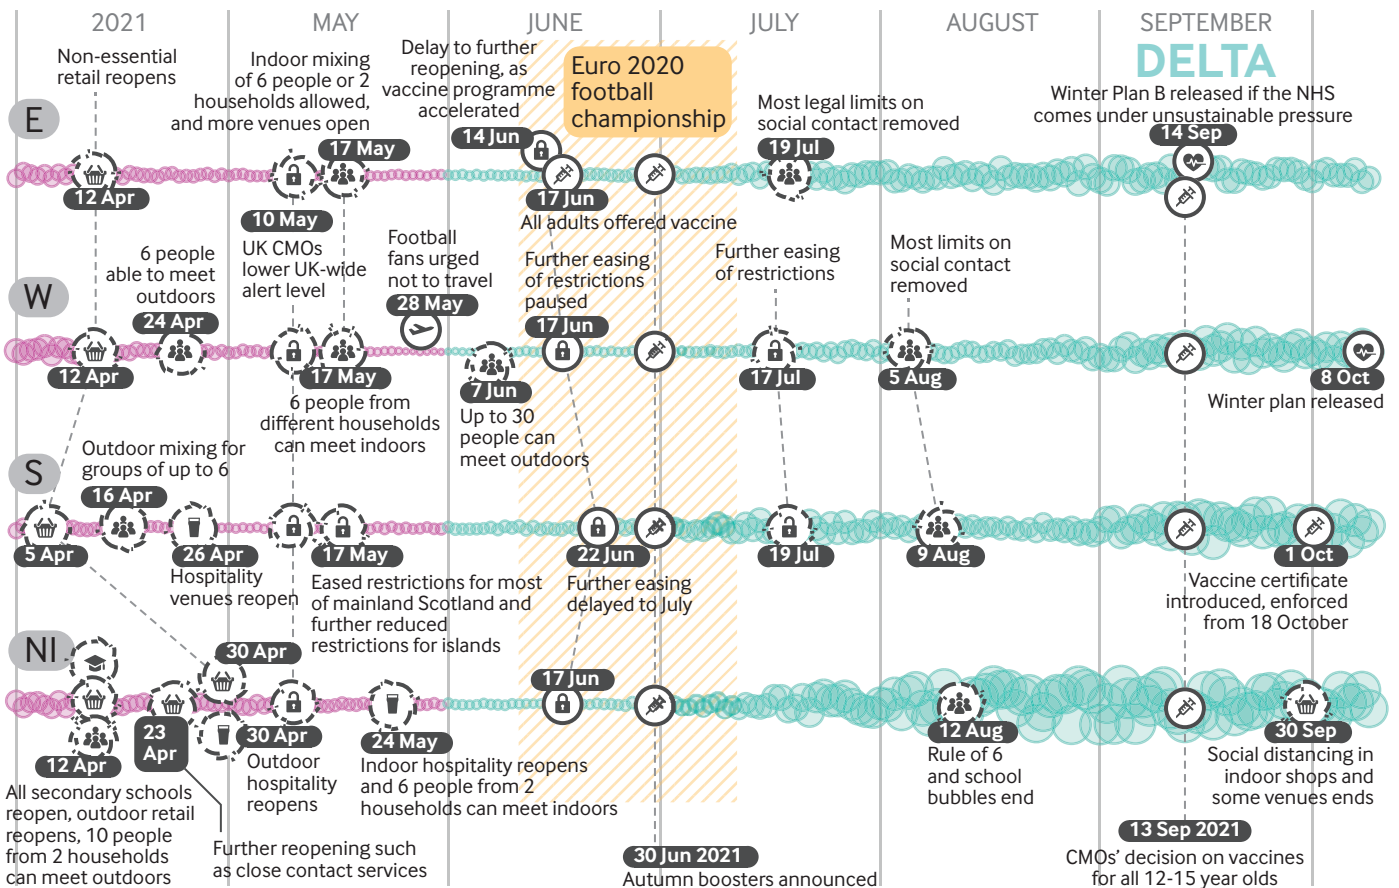 2021
MAY
JUNE
JULY
AUGUST
SEPTEMBER
DELTA
Euro 2020
football
championship
E
Non-essential
retail reopens
12 Apr
10 May
UK CMOs
lower UK-wide
alert level
Indoor mixing
of 6 people or 2
households allowed,
and more venues open
17 May
Delay to further
reopening, as
vaccine programme
accelerated
14 Jun
17 Jun
All adults offered vaccine
Most legal limits on
social contact removed
19 Jul
Winter Plan B released if the NHS
comes under unsustainable pressure
14 Sep
W
12 Apr
6 people
able to meet
outdoors
24 Apr
17 May
6 people from
different households
can meet indoors
Football
fans urged
not to travel
28 May
7 Jun
Up to 30
people can
meet outdoors
Further easing
of restrictions
paused
17 Jun
Further easing
of restrictions
17 Jul
Most limits on
social contact
removed
5 Aug
8 Oct
Winter plan released
S
5 Apr
Outdoor mixing for
groups of up to 6
16 Apr
26 Apr
Hospitality
venues reopen
17 May
Eased restrictions for most
of mainland Scotland and
further reduced
restrictions for islands
22 Jun
Further easing
delayed to July
19 Jul
9 Aug
1 Oct
Vaccine certificate
introduced, enforced
from 18 October
NI
12 Apr
All secondary schools
reopen, outdoor retail
reopens, 10 people
from 2 households
can meet outdoors
23
Apr
Further reopening such
as close contact services
30 Apr
30 Apr
Outdoor
hospitality
reopens
24 May
Indoor hospitality reopens
and 6 people from 2
households can meet indoors
17 Jun
12 Aug
Rule of 6
and school
bubbles end
30 Sep
Social distancing in
indoor shops and
some venues ends
30 Jun 2021
Autumn boosters announced
13 Sep 2021
CMOs' decision on vaccines
for all 12-15 year olds